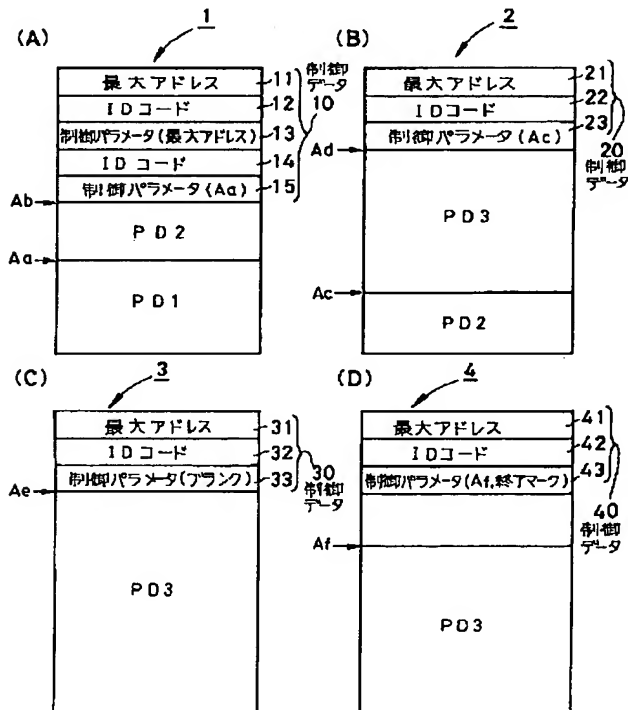 (A)
1
最大アドレス
11
IDコード
12
制御パラメータ(最大アドレス)
13
IDコード
14
制御パラメータ(Aa)
15
制御
データ
10
Ab
PD2
Aa
PD1
(B)
2
最大アドレス
21
IDコード
22
制御パラメータ(Ac)
23
20
制御
データ
Ad
PD3
Ac
PD2
(C)
3
最大アドレス
31
IDコード
32
制御パラメータ(ブランク)
33
30
制御
データ
Ae
PD3
(D)
4
最大アドレス
41
IDコード
42
制御パラメータ(Af,終了マーク)
43
40
制御
データ
Af
PD3